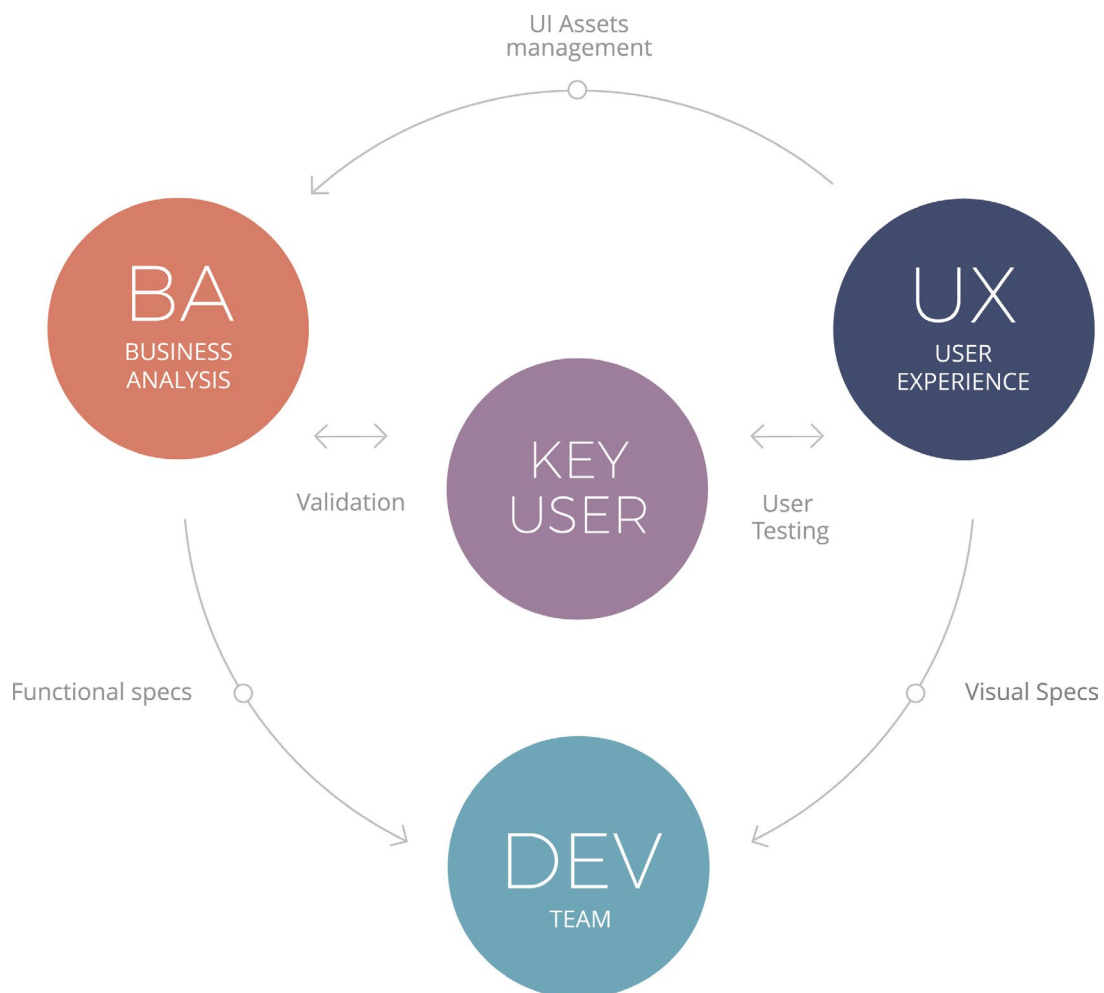 UI Assets
management
BA
BUSINESS
ANALYSIS
UX
USER
EXPERIENCE
KEY
USER
Validation
User
Testing
Functional specs
Visual Specs
DEV
TEAM